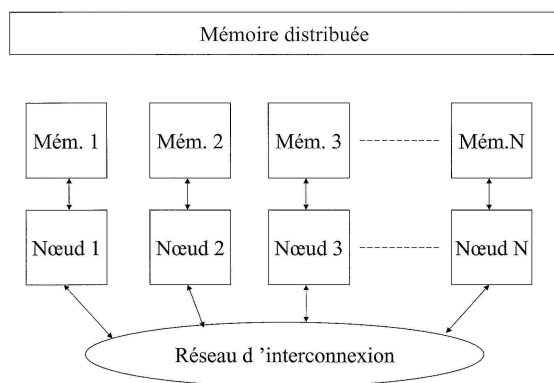 Mémoire distribuée
Mém. 1 Mém. 2 Mém. 3 Mém.N
Nœud 1 Nœud 2 Nœud 3 Nœud N
Réseau d ’interconnexion